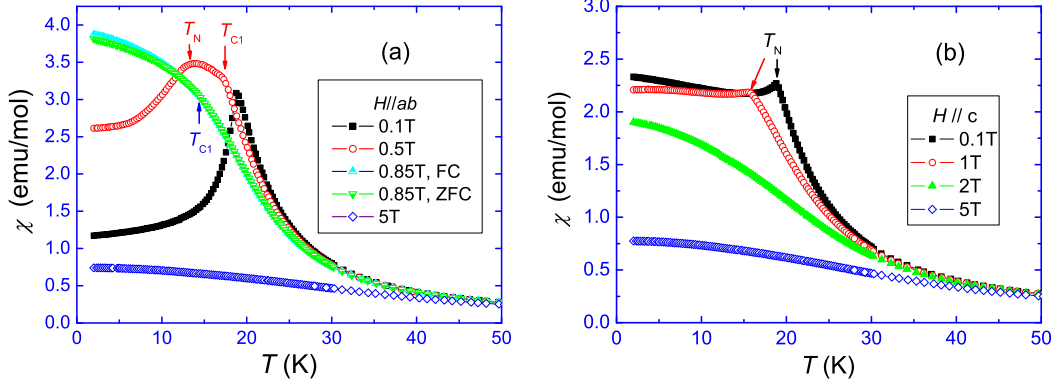 T_N
T_C1
(a)
H//ab
0.1T
0.5T
0.85T, FC
0.85T, ZFC
5T
T_C1
χ (emu/mol)
4.0
3.5
3.0
2.5
2.0
1.5
1.0
0.5
0.0
0 10 20 30 40 50
T (K)
T_N
(b)
H // c
0.1T
1T
2T
5T
χ (emu/mol)
3.0
2.5
2.0
1.5
1.0
0.5
0.0
0 10 20 30 40 50
T (K)